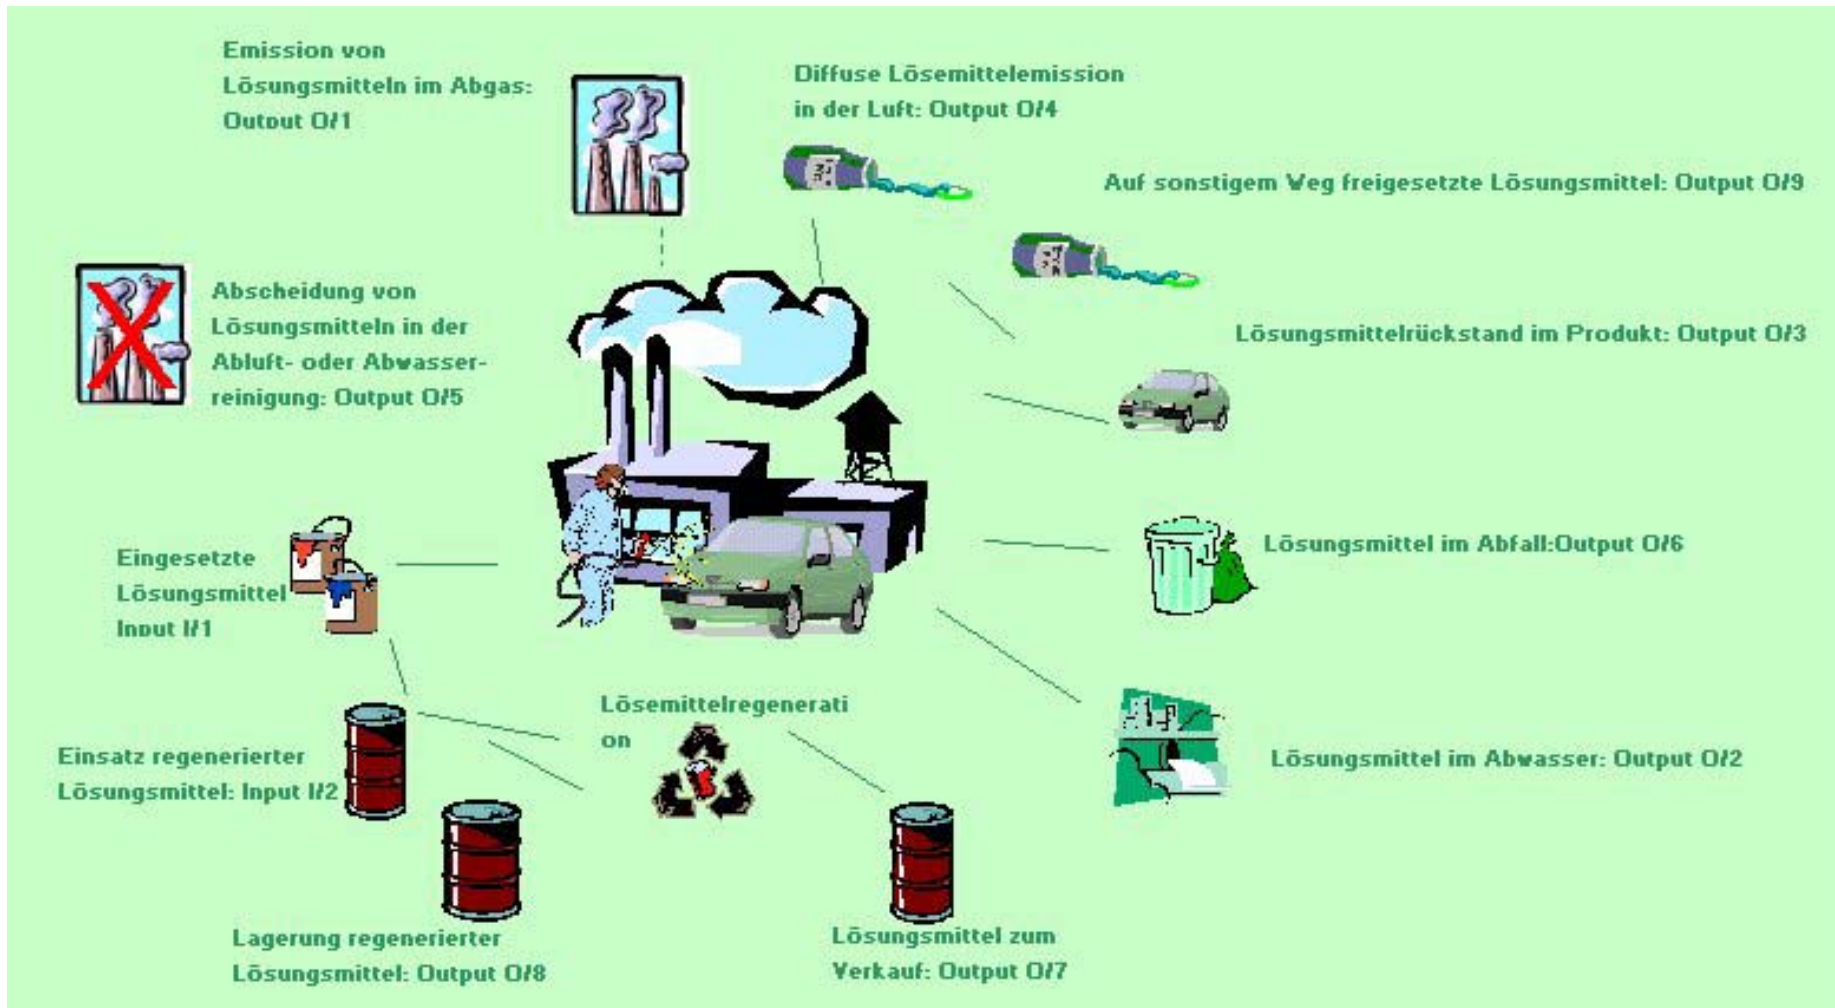 Emission von
Lösungsmitteln im Abgas:
Output O/1
Diffuse Lösemittelemission
in der Luft: Output O/4
Auf sonstigem Weg freigesetzte Lösungsmittel: Output O/9
Abscheidung von
Lösungsmitteln in der
Abluft- oder Abwasser-
reinigung: Output O/5
Lösungsmittelrückstand im Produkt: Output O/3
Eingesetzte
Lösungsmittel
Input I/1
Lösungsmittel im Abfall:Output O/6
Lösemittelregenerati
on
Einsatz regenerierter
Lösungsmittel: Input I/2
Lösungsmittel im Abwasser: Output O/2
Lagerung regenerierter
Lösungsmittel: Output O/8
Lösungsmittel zum
Verkauf: Output O/7